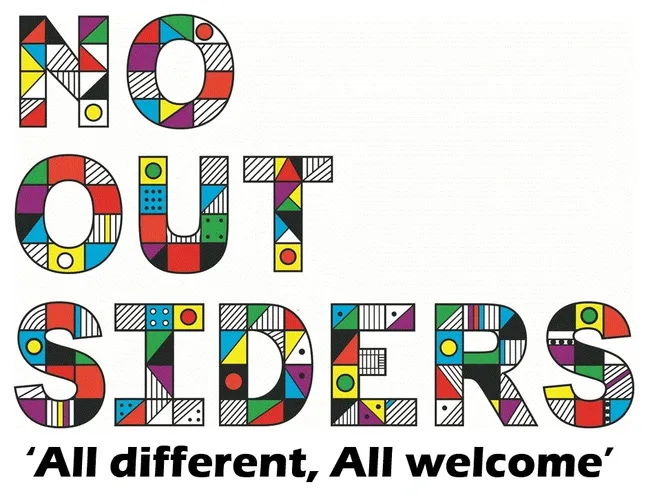 NO
OUT
SIDERS
‘All different, All welcome’